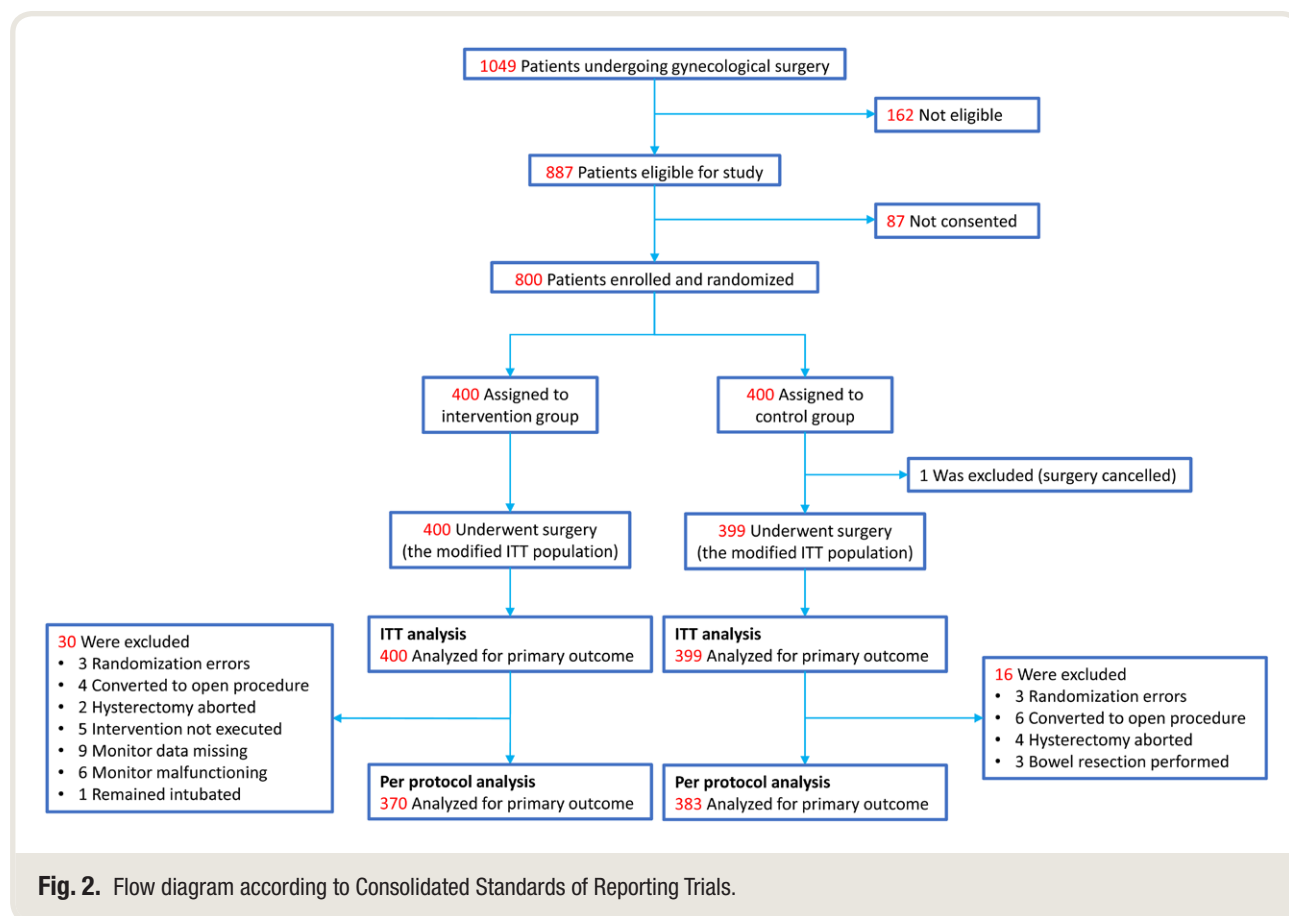 1049 Patients undergoing gynecological surgery
162 Not eligible
887 Patients eligible for study
87 Not consented
800 Patients enrolled and randomized
400 Assigned to
intervention group
400 Assigned to
control group
1 Was excluded (surgery cancelled)
400 Underwent surgery
(the modified ITT population)
399 Underwent surgery
(the modified ITT population)
ITT analysis
400 Analyzed for primary outcome
ITT analysis
399 Analyzed for primary outcome
30 Were excluded
• 3 Randomization errors
• 4 Converted to open procedure
• 2 Hysterectomy aborted
• 5 Intervention not executed
• 9 Monitor data missing
• 6 Monitor malfunctioning
• 1 Remained intubated
16 Were excluded
• 3 Randomization errors
• 6 Converted to open procedure
• 4 Hysterectomy aborted
• 3 Bowel resection performed
Per protocol analysis
370 Analyzed for primary outcome
Per protocol analysis
383 Analyzed for primary outcome
Fig. 2. Flow diagram according to Consolidated Standards of Reporting Trials.